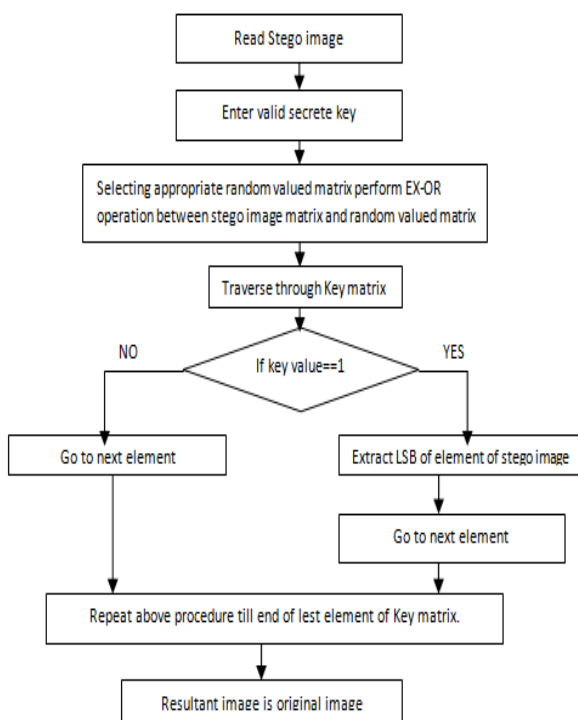 Read Stego image
Enter valid secrete key
Selecting appropriate random valued matrix perform EX-OR
operation between stego image matrix and random valued matrix
Traverse through Key matrix
If key value==1
NO
YES
Go to next element
Extract LSB of element of stego image
Go to next element
Repeat above procedure till end of lest element of Key matrix.
Resultant image is original image